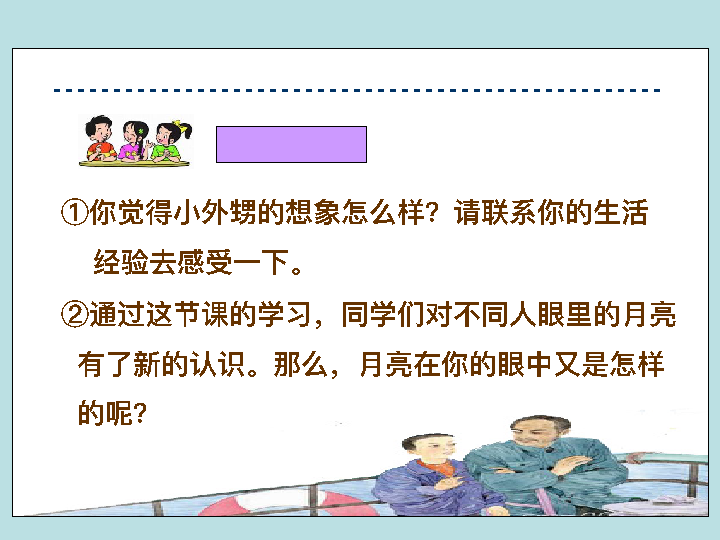 ①你觉得小外甥的想象怎么样？请联系你的生活
经验去感受一下。
②通过这节课的学习，同学们对不同人眼里的月亮
有了新的认识。那么，月亮在你的眼中又是怎样
的呢？